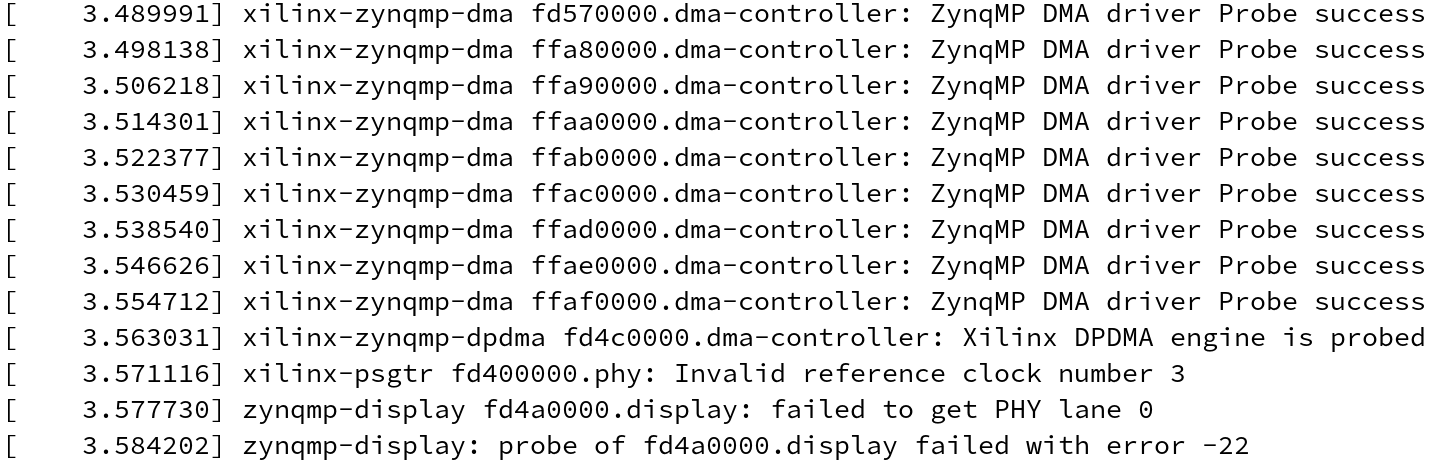 [    3.489991] xilinx-zynqmp-dma fd570000.dma-controller: ZynqMP DMA driver Probe success
[    3.498138] xilinx-zynqmp-dma ffa80000.dma-controller: ZynqMP DMA driver Probe success
[    3.506218] xilinx-zynqmp-dma ffa90000.dma-controller: ZynqMP DMA driver Probe success
[    3.514301] xilinx-zynqmp-dma ffaa0000.dma-controller: ZynqMP DMA driver Probe success
[    3.522377] xilinx-zynqmp-dma ffab0000.dma-controller: ZynqMP DMA driver Probe success
[    3.530459] xilinx-zynqmp-dma ffac0000.dma-controller: ZynqMP DMA driver Probe success
[    3.538540] xilinx-zynqmp-dma ffad0000.dma-controller: ZynqMP DMA driver Probe success
[    3.546626] xilinx-zynqmp-dma ffae0000.dma-controller: ZynqMP DMA driver Probe success
[    3.554712] xilinx-zynqmp-dma ffaf0000.dma-controller: ZynqMP DMA driver Probe success
[    3.563031] xilinx-zynqmp-dpdma fd4c0000.dma-controller: Xilinx DPDMA engine is probed
[    3.571116] xilinx-psgtr fd400000.phy: Invalid reference clock number 3
[    3.577730] zynqmp-display fd4a0000.display: failed to get PHY lane 0
[    3.584202] zynqmp-display: probe of fd4a0000.display failed with error -22